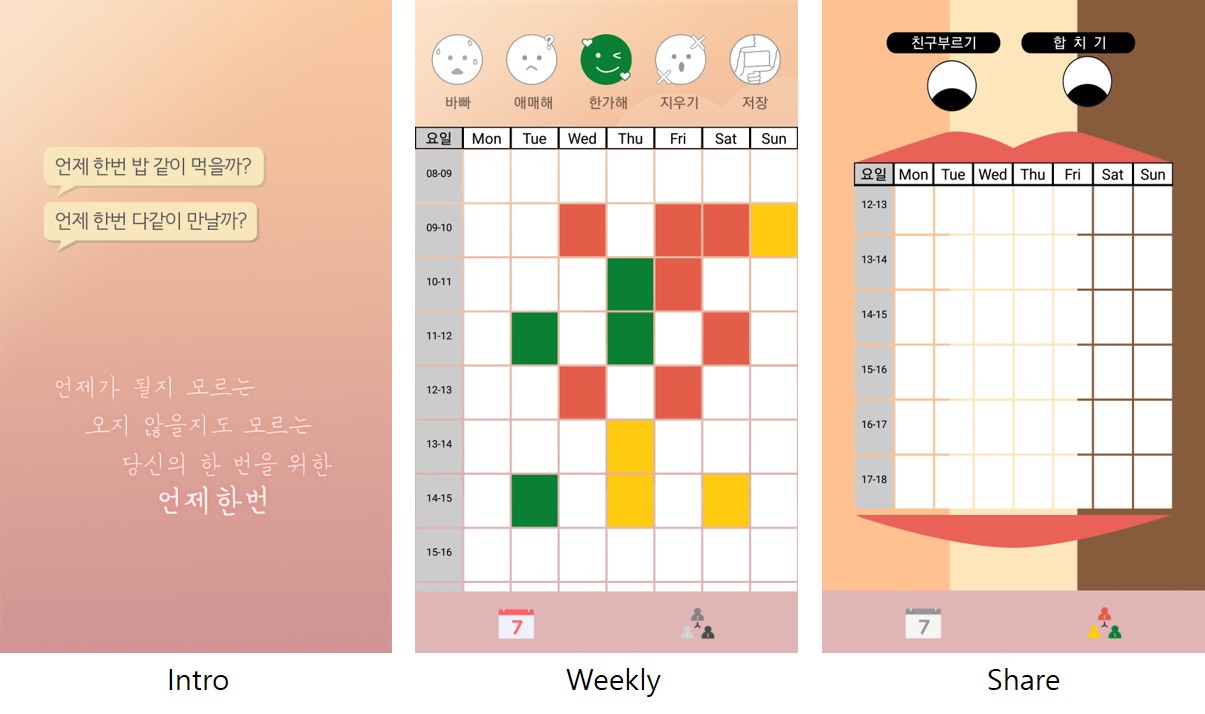 언제 한번 밥 같이 먹을까?
언제 한번 다같이 만날까?
언제가 될지 모르는
오지 않을지도 모르는
당신의 한 번을 위한
언제한번
Intro
바빠 애매해 한가해 지우기 저장
요일 Mon Tue Wed Thu Fri Sat Sun
08-09
09-10
10-11
11-12
12-13
13-14
14-15
15-16
7
Weekly
친구부르기 합 치 기
요일 Mon Tue Wed Thu Fri Sat Sun
12-13
13-14
14-15
15-16
16-17
17-18
7
Share